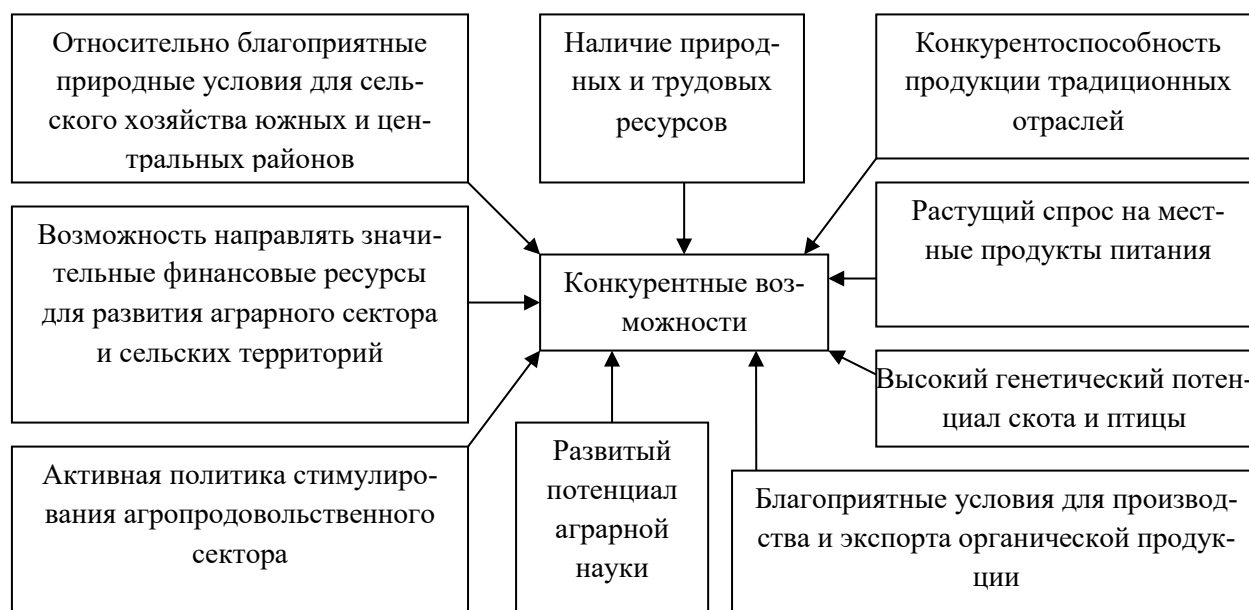 Относительно благоприятные
природные условия для сель-
ского хозяйства южных и цен-
тральных районов
Наличие природ-
ных и трудовых
ресурсов
Конкурентоспособность
продукции традиционных
отраслей
Возможность направлять значи-
тельные финансовые ресурсы
для развития аграрного сектора
и сельских территорий
Конкурентные воз-
можности
Растущий спрос на мест-
ные продукты питания
Высокий генетический потен-
циал скота и птицы
Активная политика стимулиро-
вания агропродовольственного
сектора
Развитый
потенциал
аграрной
науки
Благоприятные условия для производ-
ства и экспорта органической продук-
ции